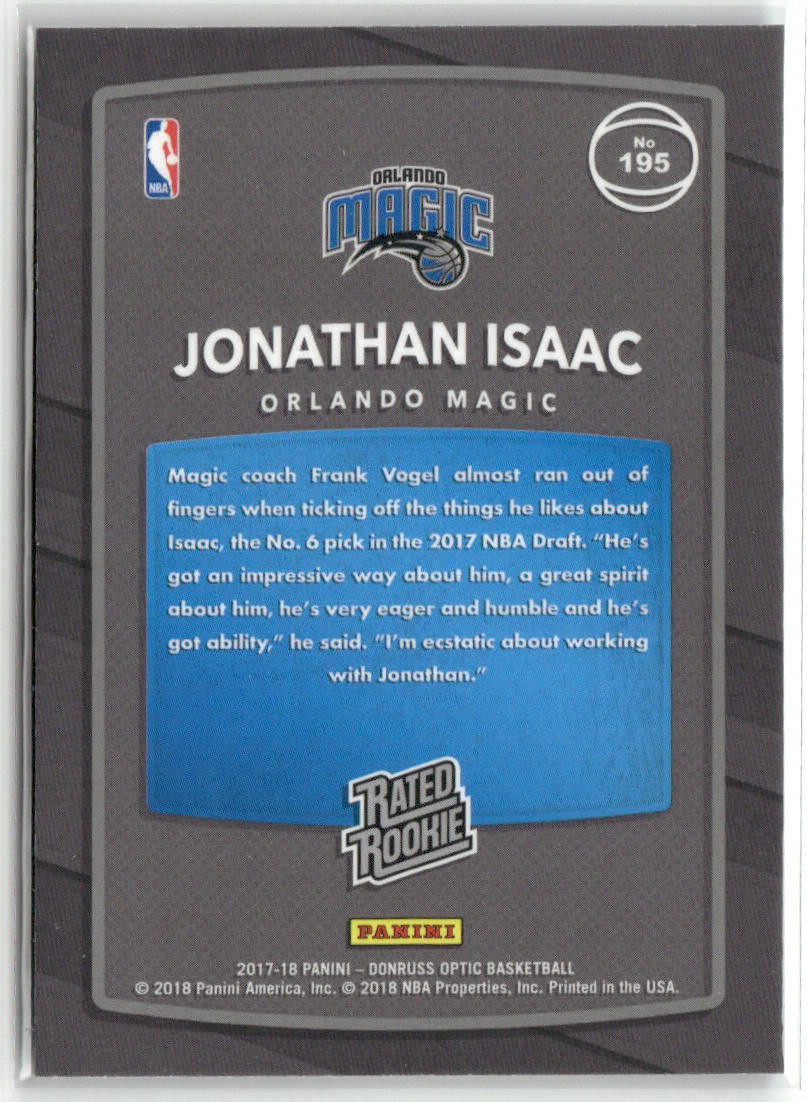 NBA
No
195
ORLANDO
MAGIC
JONATHAN ISAAC
ORLANDO MAGIC
Magic coach Frank Vogel almost ran out of
fingers when ticking off the things he likes about
Isaac, the No. 6 pick in the 2017 NBA Draft. “He’s
got an impressive way about him, a great spirit
about him, he’s very eager and humble and he’s
got ability,” he said. “I’m ecstatic about working
with Jonathan.”
RATED
ROOKIE
PANINI
2017-18 PANINI – DONRUSS OPTIC BASKETBALL
© 2018 Panini America, Inc. © 2018 NBA Properties, Inc. Printed in the USA.